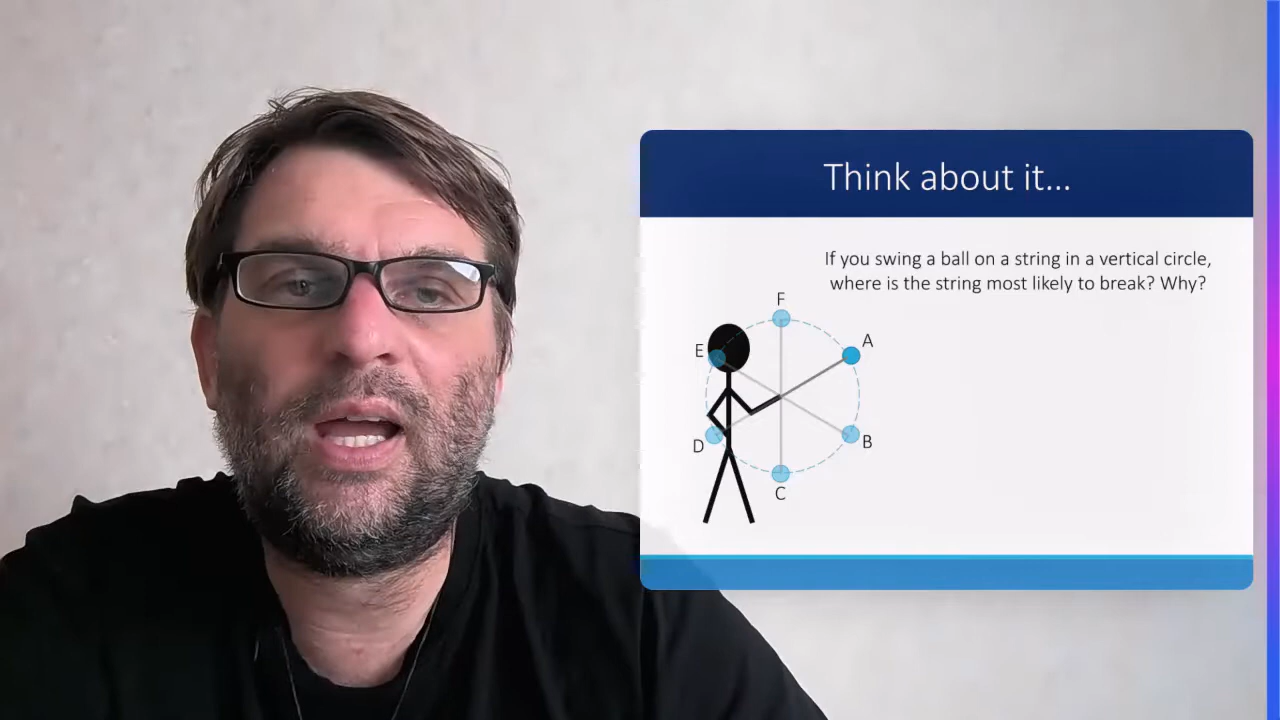 Think about it...
If you swing a ball on a string in a vertical circle,
where is the string most likely to break? Why?
F
A
E
D
B
C